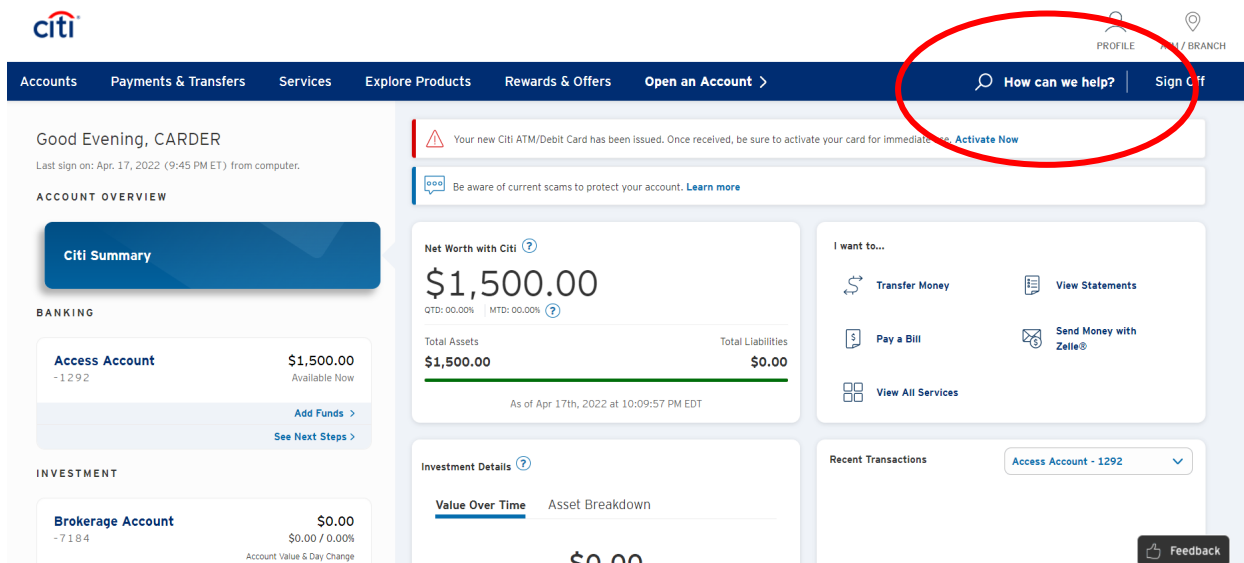 citi
PROFILE
ATM / BRANCH
Accounts Payments & Transfers Services Explore Products Rewards & Offers Open an Account > How can we help? Sign Off
Good Evening, CARDER
Last sign on: Apr. 17, 2022 (9:45 PM ET) from computer.
ACCOUNT OVERVIEW
Citi Summary
BANKING
Access Account $1,500.00
-1292 Available Now
Add Funds >
See Next Steps >
INVESTMENT
Brokerage Account $0.00
-7184 $0.00 / 0.00%
Account Value & Day Change
Your new Citi ATM/Debit Card has been issued. Once received, be sure to activate your card for immediate use. Activate Now
Be aware of current scams to protect your account. Learn more
Net Worth with Citi ?
$1,500.00
QTD: 00.00% | MTD: 00.00% ?
Total Assets Total Liabilities
$1,500.00 $0.00
As of Apr 17th, 2022 at 10:09:57 PM EDT
I want to...
Transfer Money View Statements
Pay a Bill Send Money with
Zelle®
View All Services
Investment Details ?
Value Over Time Asset Breakdown
$0.00
Recent Transactions Access Account - 1292
Feedback